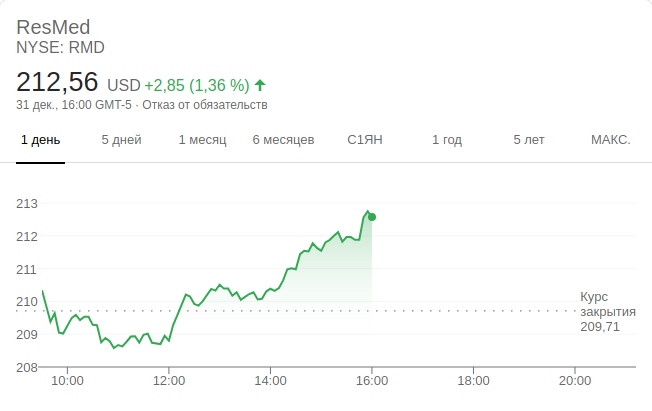 ResMed
NYSE: RMD
212,56 USD +2,85 (1,36 %)
31 дек., 16:00 GMT-5 · Отказ от обязательств
1 день 5 дней 1 месяц 6 месяцев С1ЯН 1 год 5 лет МАКС.
213
212
211
210
209
208
Курс
закрытия
209,71
10:00 12:00 14:00 16:00 18:00 20:00